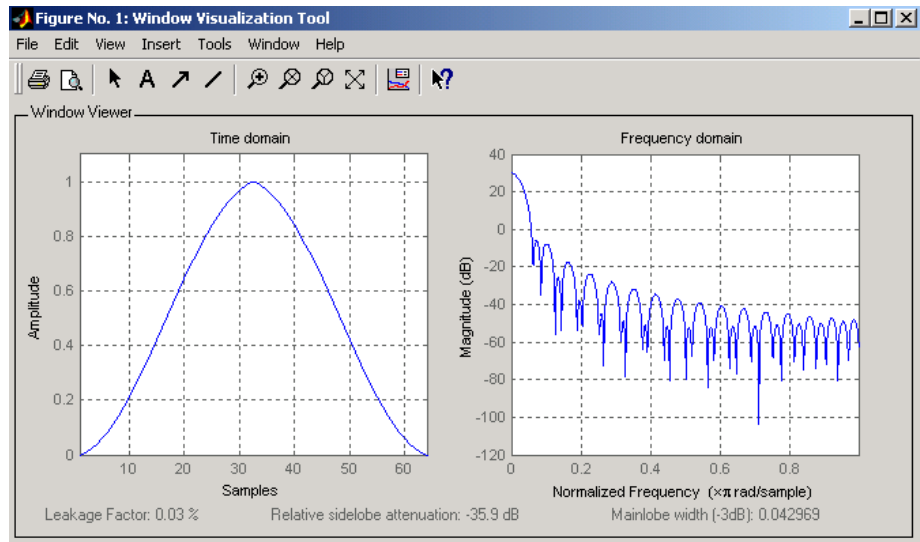 Figure No. 1: Window Visualization Tool
File Edit View Insert Tools Window Help
A
?
Window Viewer
Time domain
1
0.8
0.6
0.4
0.2
0
10 20 30 40 50 60
Amplitude
Samples
Frequency domain
40
20
0
-20
-40
-60
-80
-100
-120
0 0.2 0.4 0.6 0.8
Magnitude (dB)
Normalized Frequency (×π rad/sample)
Leakage Factor: 0.03 % Relative sidelobe attenuation: -35.9 dB Mainlobe width (-3dB): 0.042969